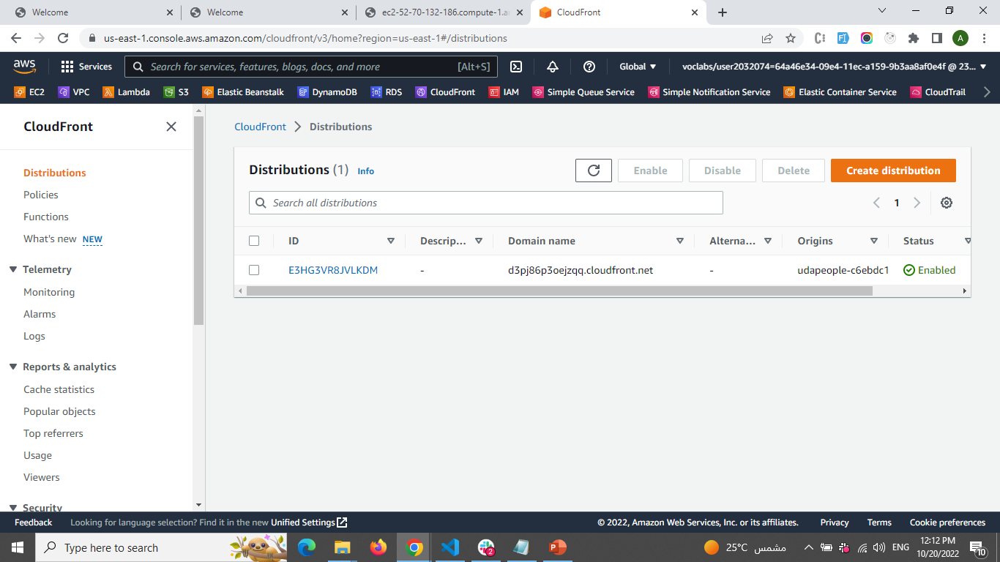 Welcome
Welcome
ec2-52-70-132-186.compute-1.a
CloudFront
us-east-1.console.aws.amazon.com/cloudfront/v3/home?region=us-east-1#/distributions
A
aws
Services
Search for services, features, blogs, docs, and more
[Alt+S]
Global
voclabs/user2032074=64a46e34-09e4-11ec-a159-9b3aa8af0e4f @ 23...
EC2
VPC
Lambda
S3
Elastic Beanstalk
DynamoDB
RDS
CloudFront
IAM
Simple Queue Service
Simple Notification Service
Elastic Container Service
CloudTrail
CloudFront
Distributions
Policies
Functions
What's new NEW
Telemetry
Monitoring
Alarms
Logs
Reports & analytics
Cache statistics
Popular objects
Top referrers
Usage
Viewers
Security
CloudFront > Distributions
Distributions (1) Info
Enable
Disable
Delete
Create distribution
Search all distributions
1
ID
Descrip...
Domain name
Alterna...
Origins
Status
E3HG3VR8JVLKDM
-
d3pj86p3oejzqq.cloudfront.net
-
udapeople-c6ebdc1
Enabled
Feedback
Looking for language selection? Find it in the new Unified Settings
© 2022, Amazon Web Services, Inc. or its affiliates.
Privacy
Terms
Cookie preferences
Type here to search
2
25°C مشمس
ENG
12:12 PM
10/20/2022
10